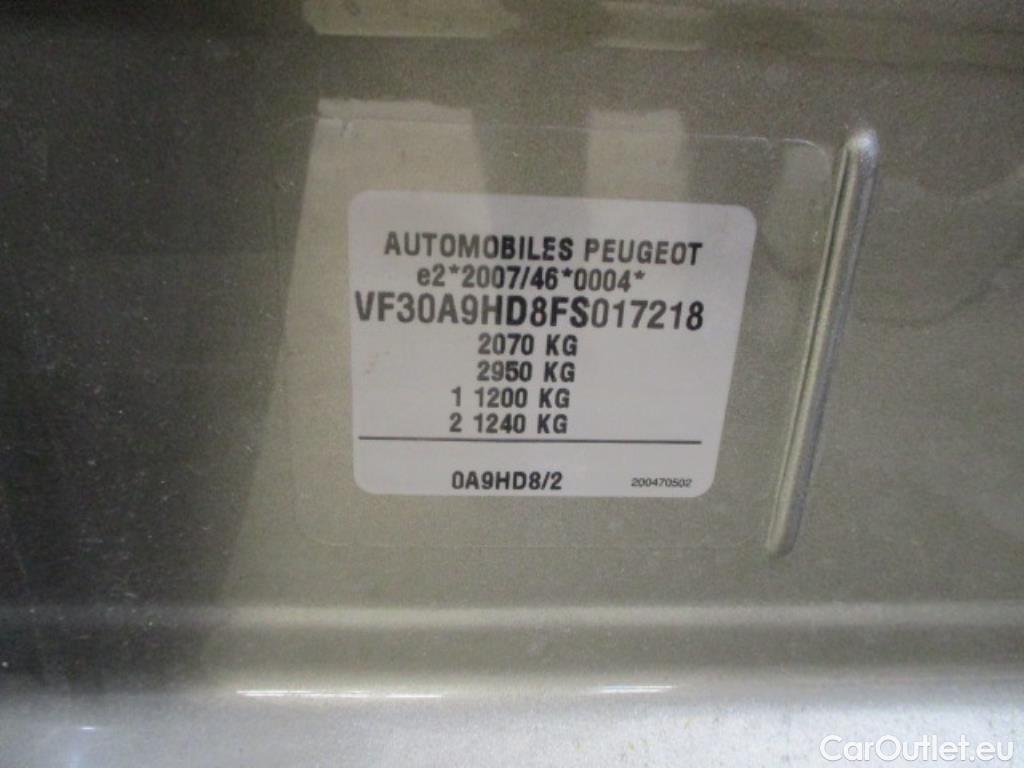 AUTOMOBILES PEUGEOT
e2*2007/46*0004*
VF30A9HD8FS017218
2070 KG
2950 KG
1 1200 KG
2 1240 KG
0A9HD8/2 200470502
CarOutlet.eu